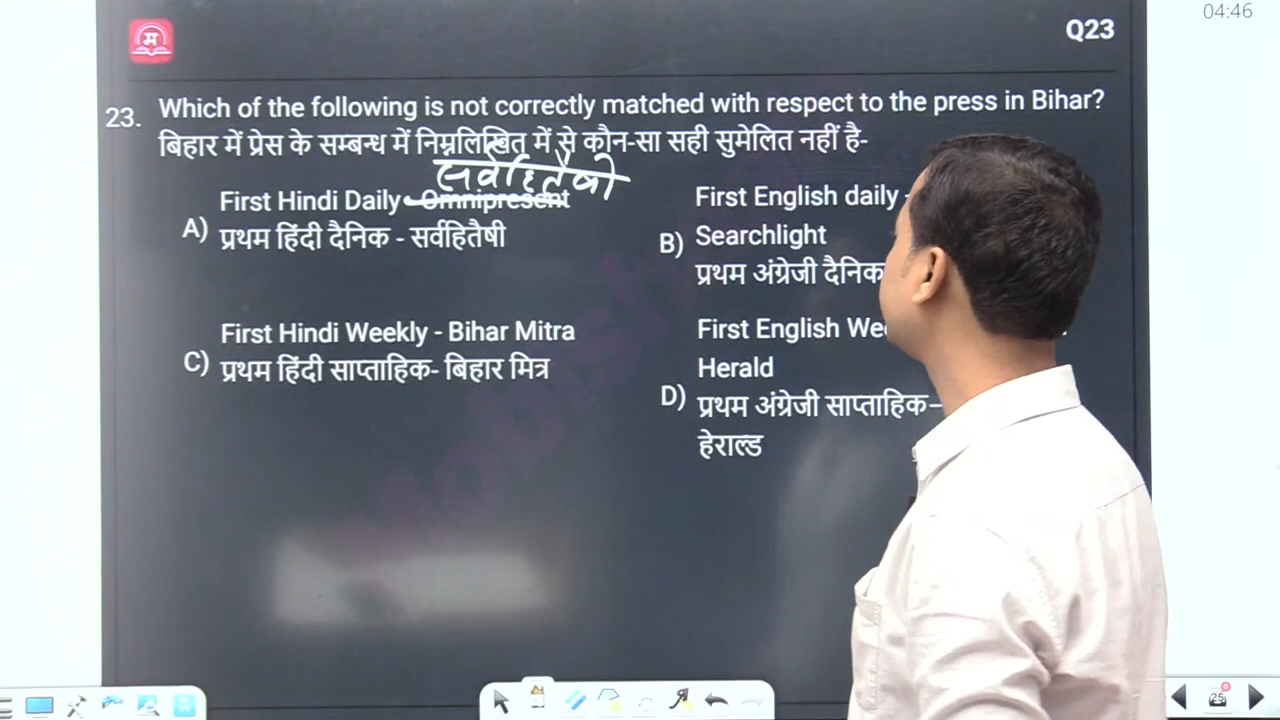 04:46
म
Q23
23. Which of the following is not correctly matched with respect to the press in Bihar?
बिहार में प्रेस के सम्बन्ध में निम्नलिखित में से कौन-सा सही सुमेलित नहीं है-
सर्वहितैषी
A) First Hindi Daily - Omnipresent
प्रथम हिंदी दैनिक - सर्वहितैषी
B) First English daily -
Searchlight
प्रथम अंग्रेजी दैनिक
C) First Hindi Weekly - Bihar Mitra
प्रथम हिंदी साप्ताहिक- बिहार मित्र
D) First English
Herald
प्रथम अंग्रेजी साप्ताहिक–
हेराल्ड
25